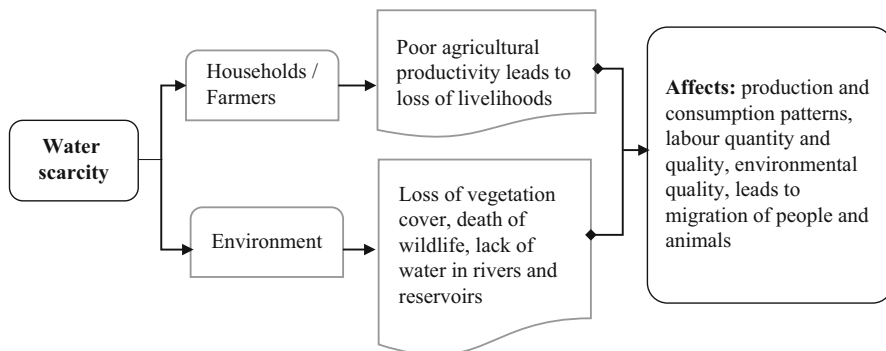 Water
scarcity
Households /
Farmers
Poor agricultural
productivity leads to
loss of livelihoods
Environment
Loss of vegetation
cover, death of
wildlife, lack of
water in rivers and
reservoirs
Affects: production and
consumption patterns,
labour quantity and
quality, environmental
quality, leads to
migration of people and
animals